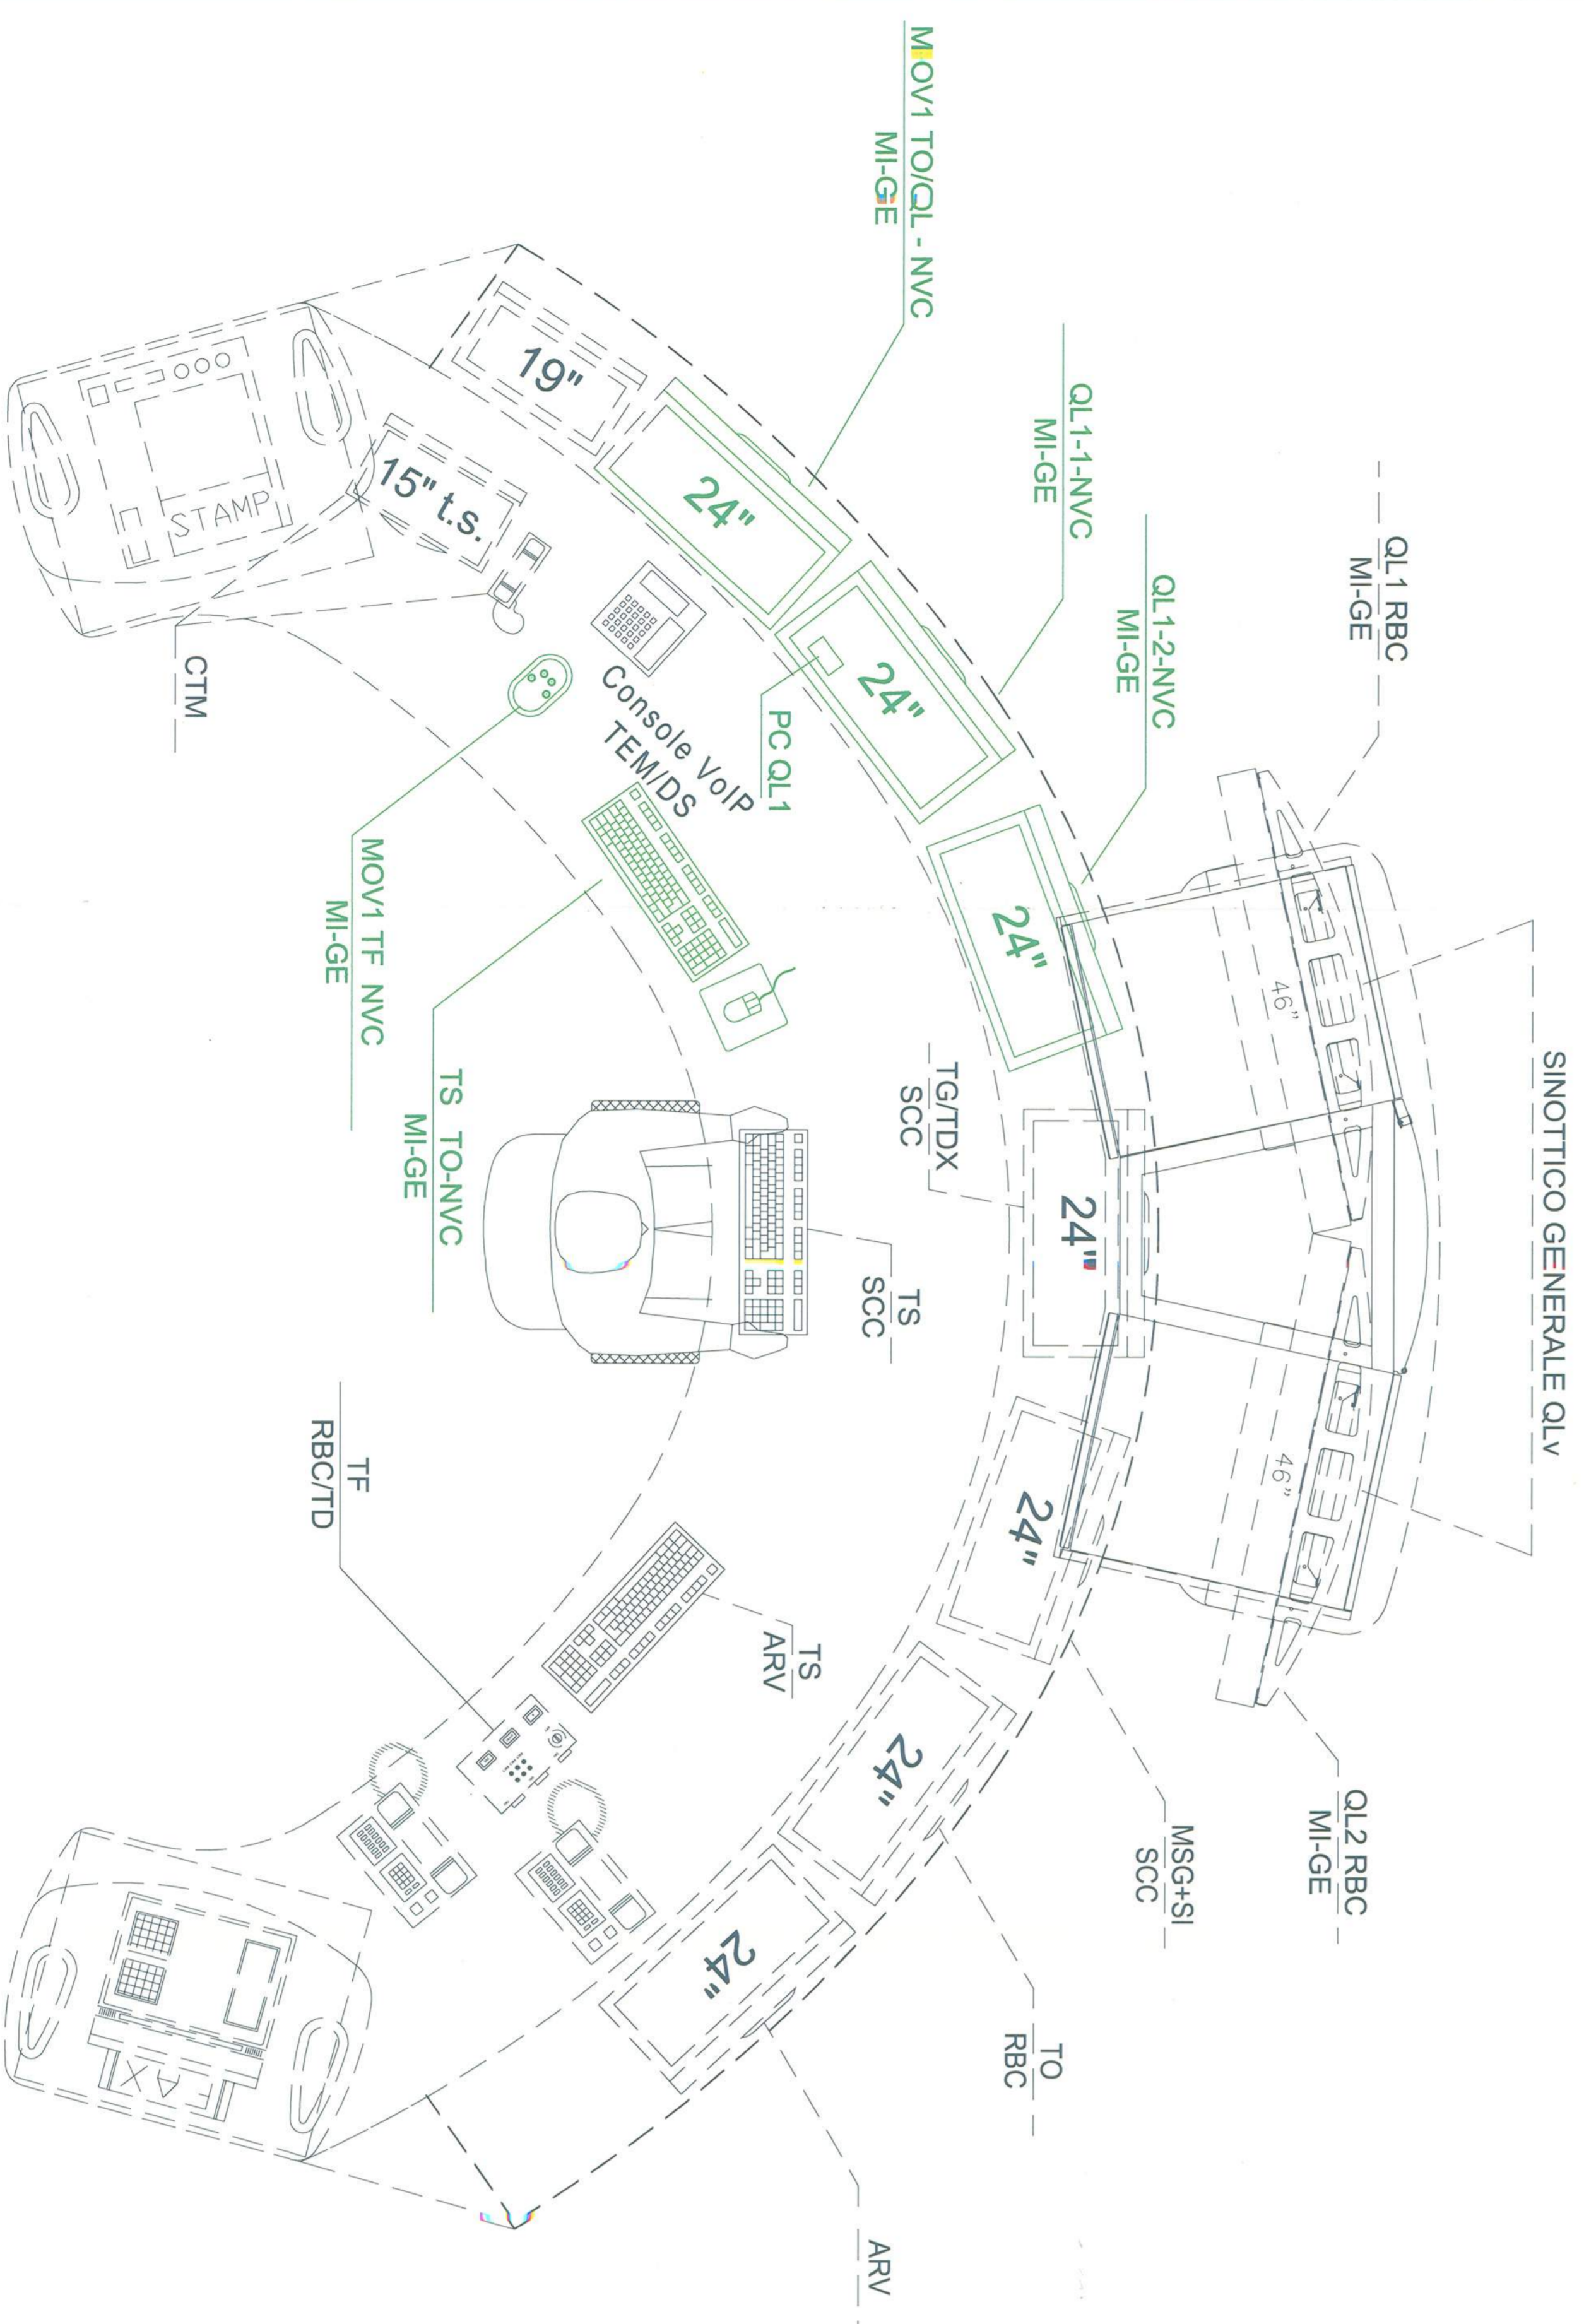 SINOTTICO GENERALE QLv
QL1 RBC
MI-GE
QL2 RBC
MI-GE
46”
46”
QL1-2-NVC
MI-GE
QL1-1-NVC
MI-GE
MOV1 TO/QL - NVC
MI-GE
MSG+SI
SCC
TO
RBC
ARV
19"
24"
24"
24"
24"
24"
24"
24"
TG/TDX
SCC
TS
SCC
TS
ARV
15" t.s.
STAMP
PC QL1
Console VoIP
TEM/DS
CTM
MOV1 TF NVC
MI-GE
TS TO-NVC
MI-GE
TF
RBC/TD
FAX